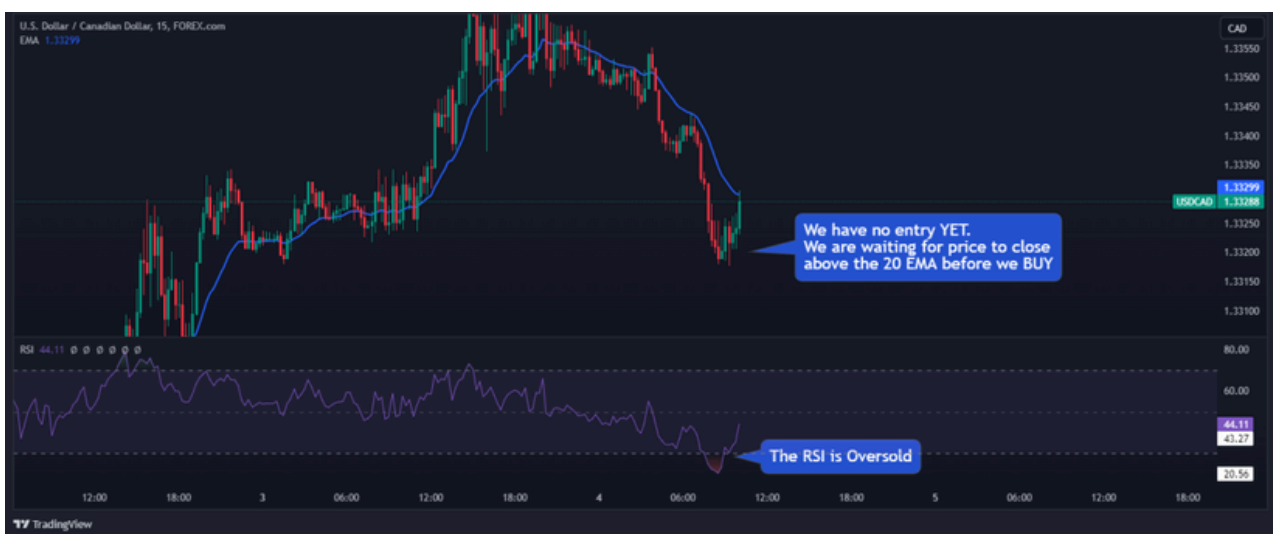 U.S. Dollar / Canadian Dollar, 15, FOREX.com
EMA 1.33299
CAD
1.33550
1.33500
1.33450
1.33400
1.33350
1.33299
USDCAD 1.33288
1.33250
1.33200
1.33150
1.33100
We have no entry YET.
We are waiting for price to close
above the 20 EMA before we BUY
RSI 44.11 Ø Ø Ø Ø Ø Ø
80.00
60.00
44.11
43.27
The RSI is Oversold
20.56
12:00 18:00 3 06:00 12:00 18:00 4 06:00 12:00 18:00 5 06:00 12:00 18:00
TradingView